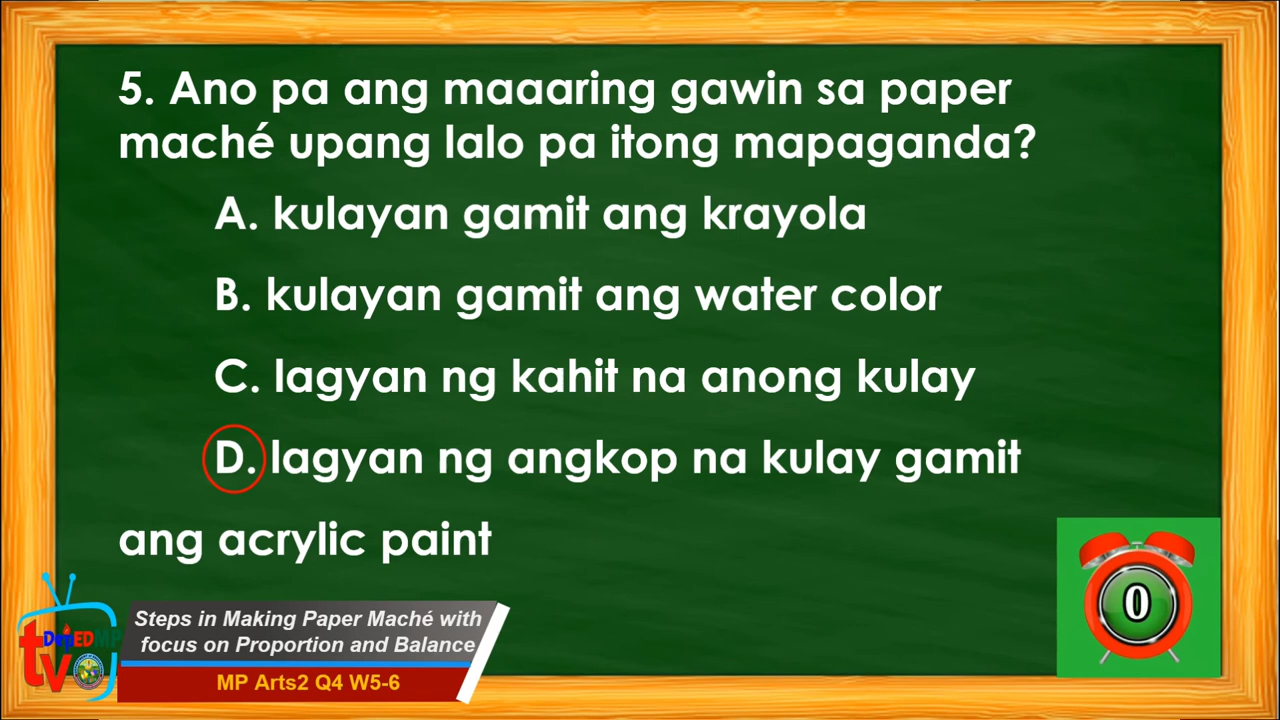 5. Ano pa ang maaaring gawin sa paper
maché upang lalo pa itong mapaganda?
A. kulayan gamit ang krayola
B. kulayan gamit ang water color
C. lagyan ng kahit na anong kulay
D. lagyan ng angkop na kulay gamit
ang acrylic paint
0
DepEDMP
tv
Steps in Making Paper Maché with
focus on Proportion and Balance
MP Arts2 Q4 W5-6